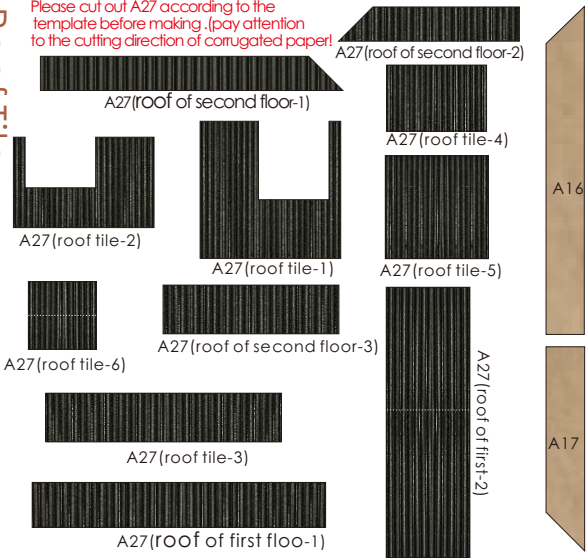 Please cut out A27 according to the
template before making .(pay attention
to the cutting direction of corrugated paper!
A27(roof of second floor-2)
A27(roof of second floor-1)
A27(roof tile-4)
A16
A27(roof tile-2)
A27(roof tile-1)
A27(roof tile-5)
A27(roof of second floor-3)
A27(roof tile-6)
A27(roof of first-2)
A17
A27(roof tile-3)
A27(roof of first floo-1)